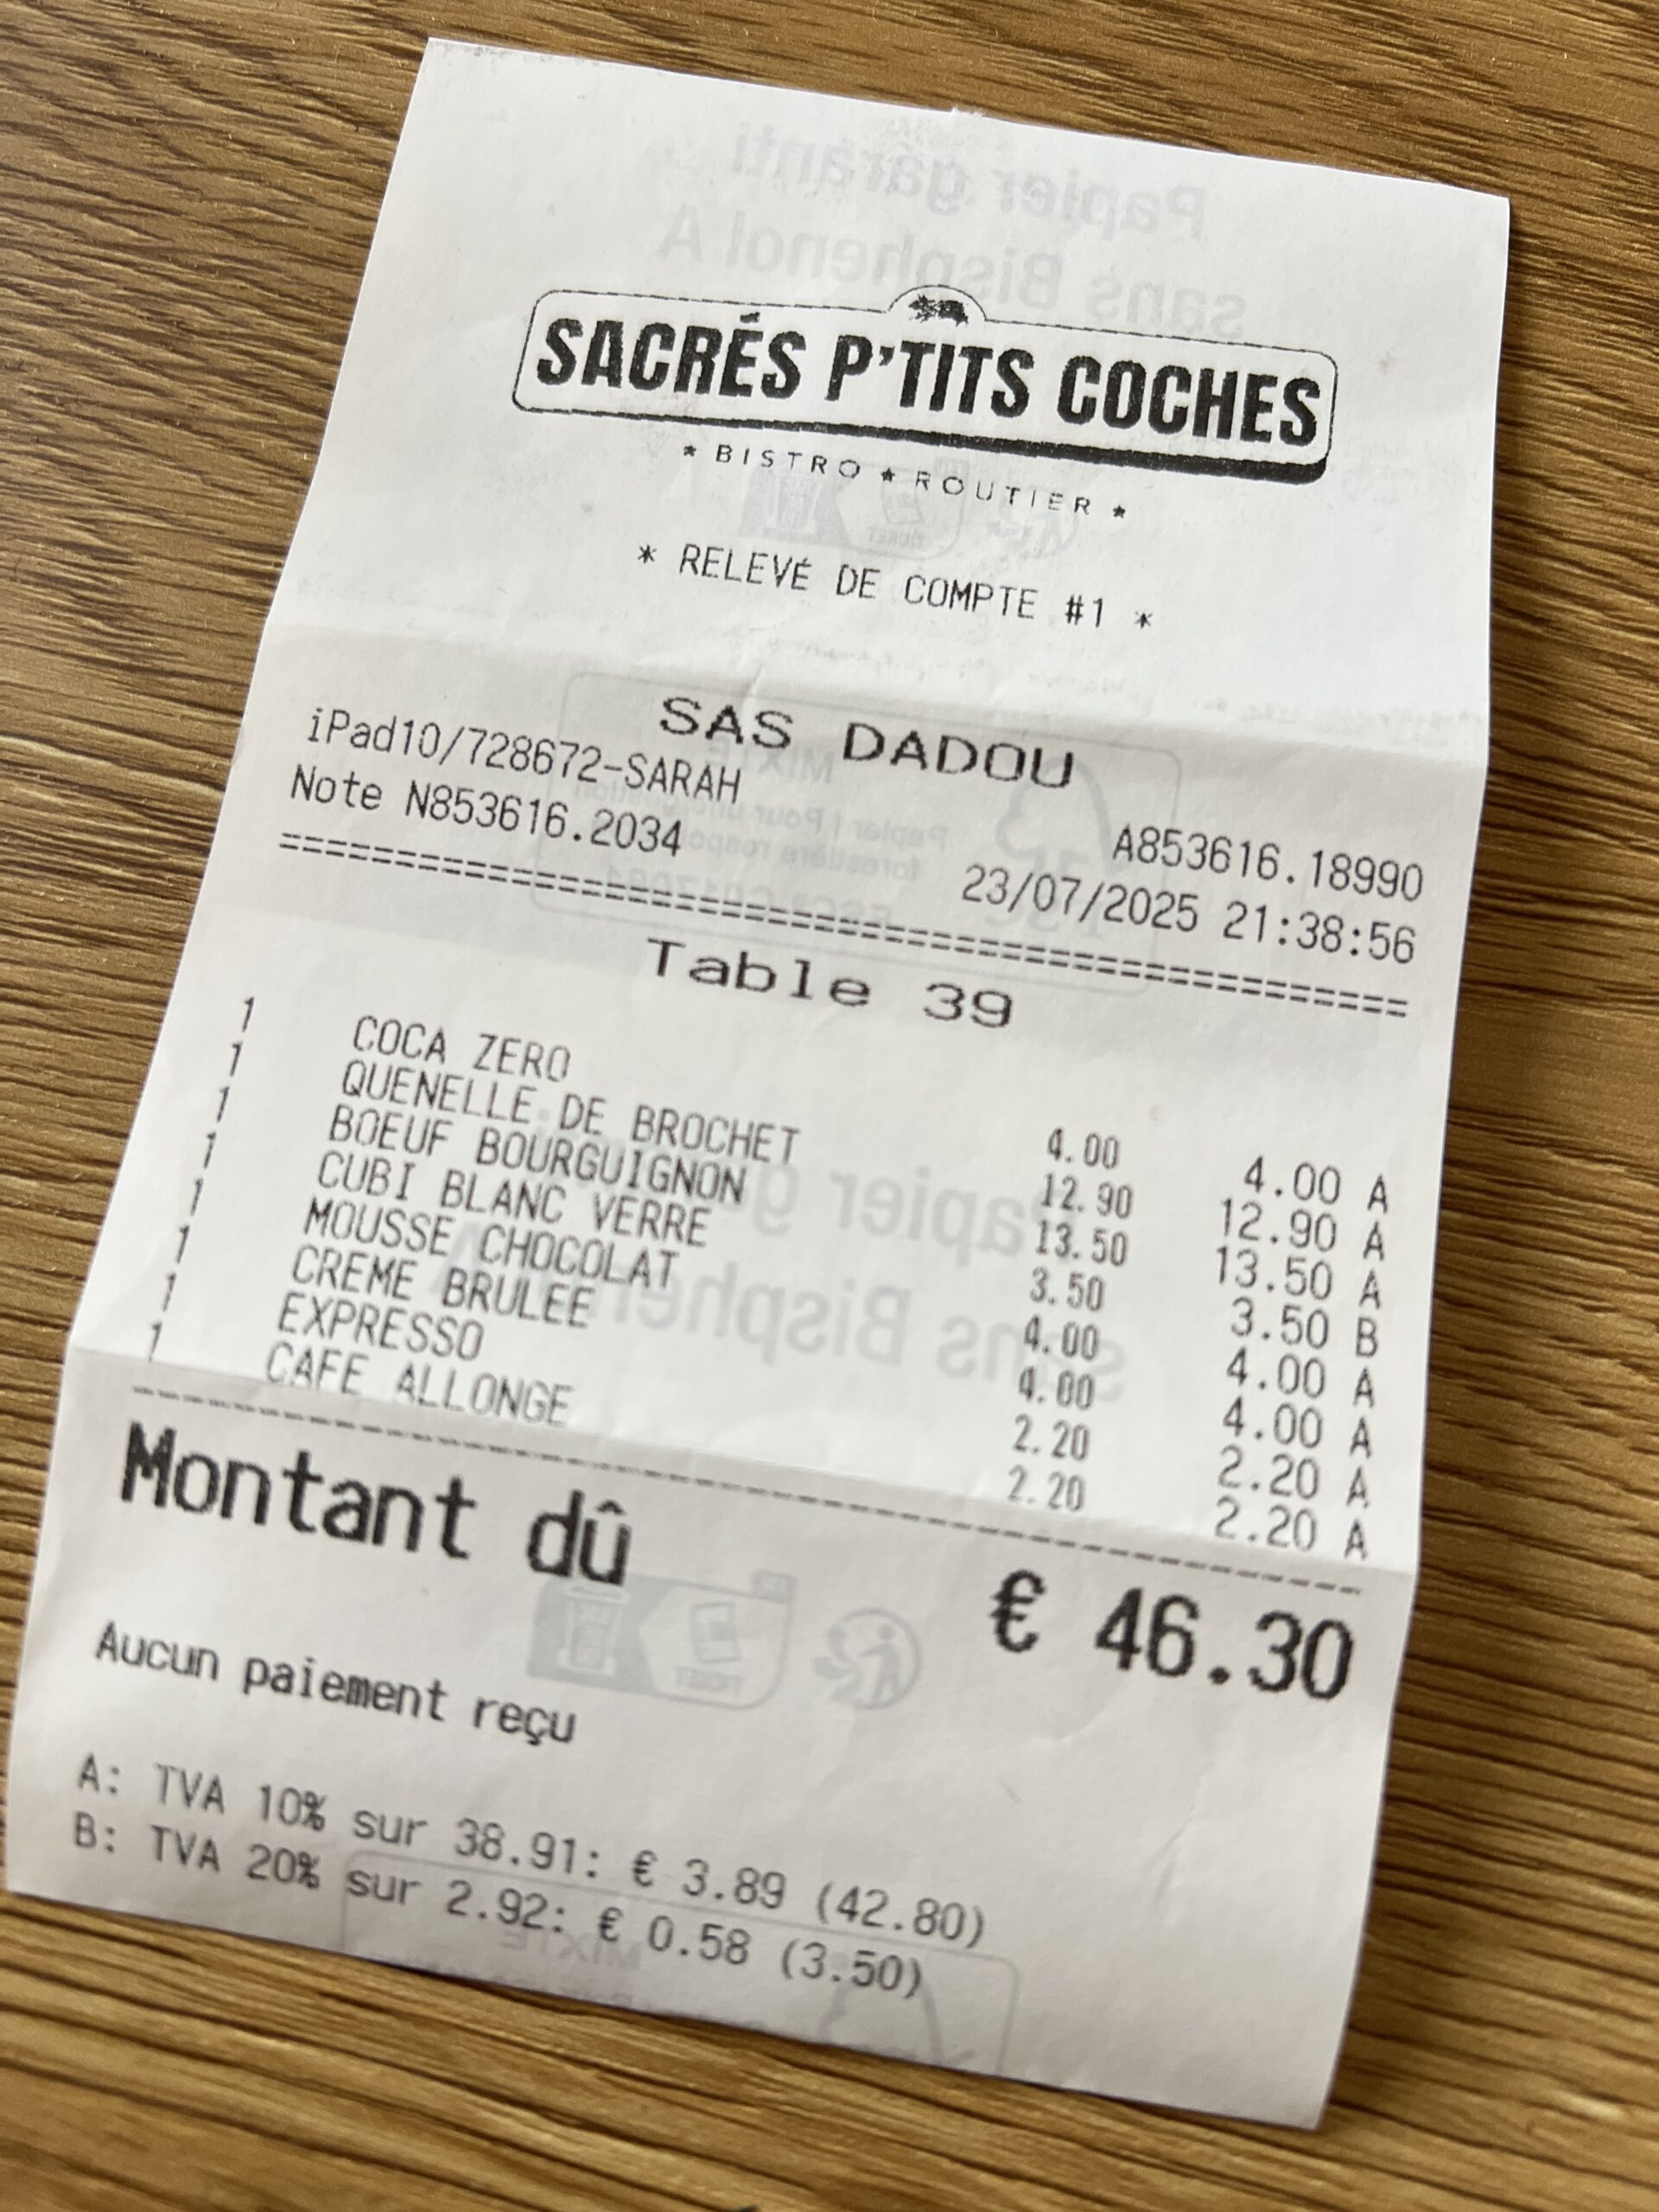 SACRÉS P'TITS COCHES
* BISTRO * ROUTIER *
* RELEVÉ DE COMPTE #1 *
SAS DADOU
iPad10/728672-SARAH A853616.18990
Note N853616.2034 23/07/2025 21:38:56
================================================
Table 39
1 COCA ZERO 4.00 4.00 A
1 QUENELLE DE BROCHET 12.90 12.90 A
1 BOEUF BOURGUIGNON 13.50 13.50 A
1 CUBI BLANC VERRE 3.50 3.50 B
1 MOUSSE CHOCOLAT 4.00 4.00 A
1 CREME BRULEE 4.00 4.00 A
1 EXPRESSO 2.20 2.20 A
1 CAFE ALLONGE 2.20 2.20 A
------------------------------------------------
Montant dû € 46.30
Aucun paiement reçu
A: TVA 10% sur 38.91: € 3.89 (42.80)
B: TVA 20% sur 2.92: € 0.58 (3.50)
Papier garanti
sans Bisphenol A